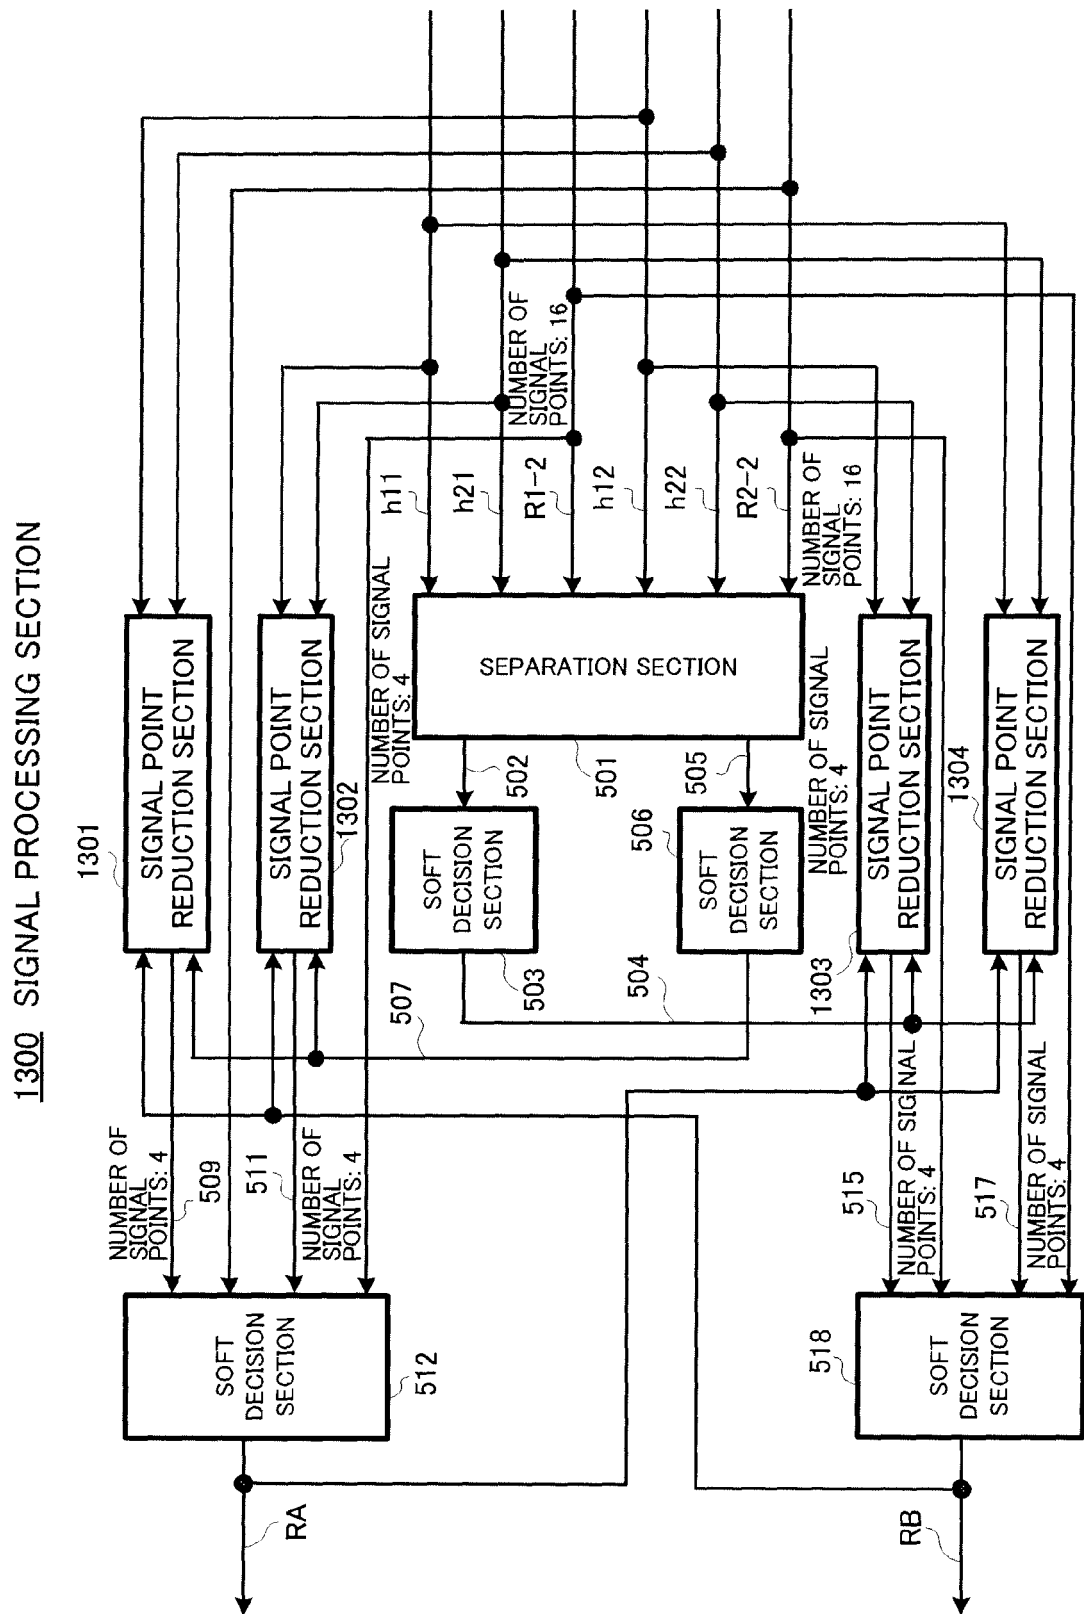 1300 SIGNAL PROCESSING SECTION
1301
SIGNAL POINT
REDUCTION SECTION
SIGNAL POINT
REDUCTION SECTION
1302
NUMBER OF SIGNAL
POINTS: 4
h11
h21
NUMBER OF
SIGNAL
POINTS: 16
R1-2
h12
h22
R2-2
NUMBER OF
SIGNAL
POINTS: 16
SEPARATION SECTION
501
502
505
SOFT
DECISION
SECTION
503
506
SOFT
DECISION
SECTION
NUMBER OF SIGNAL
POINTS: 4
504
507
1303
SIGNAL POINT
REDUCTION SECTION
1304
SIGNAL POINT
REDUCTION SECTION
NUMBER OF
SIGNAL
POINTS: 4
509
511
NUMBER OF
SIGNAL
POINTS: 4
515
NUMBER OF SIGNAL
POINTS: 4
517
NUMBER OF SIGNAL
POINTS: 4
SOFT
DECISION
SECTION
512
518
SOFT
DECISION
SECTION
RA
RB